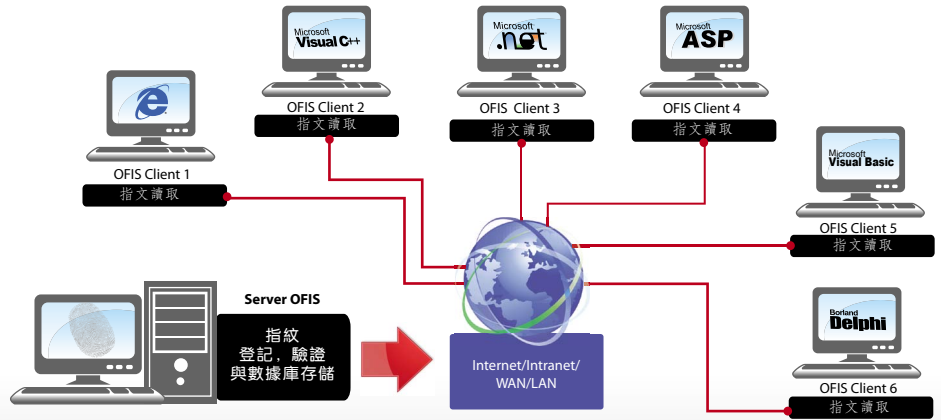 Microsoft
Visual C++
OFIS Client 2
指文讀取
Microsoft
.net
OFIS Client 3
指文讀取
Microsoft
ASP
OFIS Client 4
指文讀取
OFIS Client 1
指文讀取
Microsoft
Visual Basic
OFIS Client 5
指文讀取
Server OFIS
指紋
登記，驗證
與數據庫存儲
Internet/Intranet/
WAN/LAN
Borland
Delphi
OFIS Client 6
指文讀取